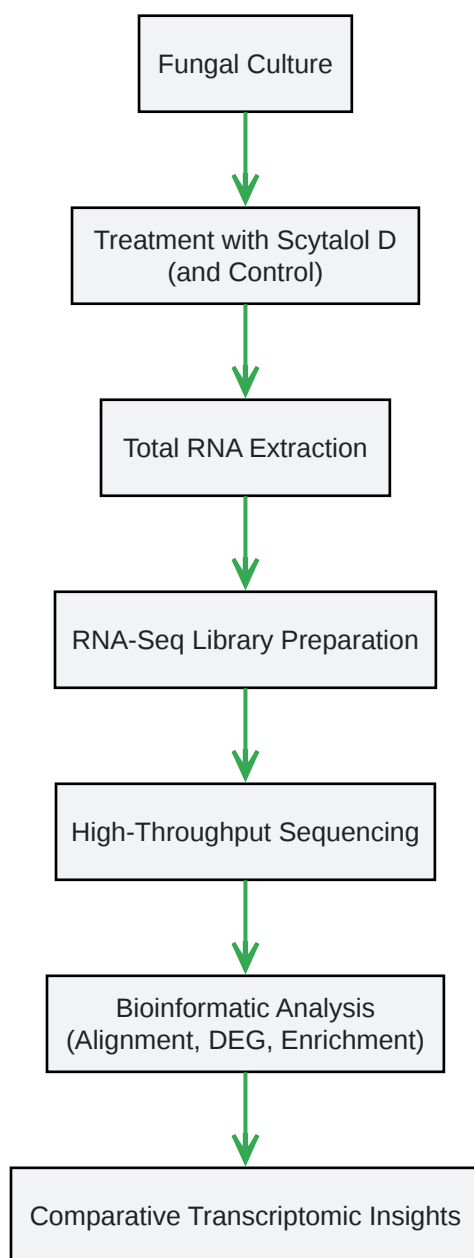 Fungal Culture
Treatment with Scytalol D
(and Control)
Total RNA Extraction
RNA-Seq Library Preparation
High-Throughput Sequencing
Bioinformatic Analysis
(Alignment, DEG, Enrichment)
Comparative Transcriptomic Insights